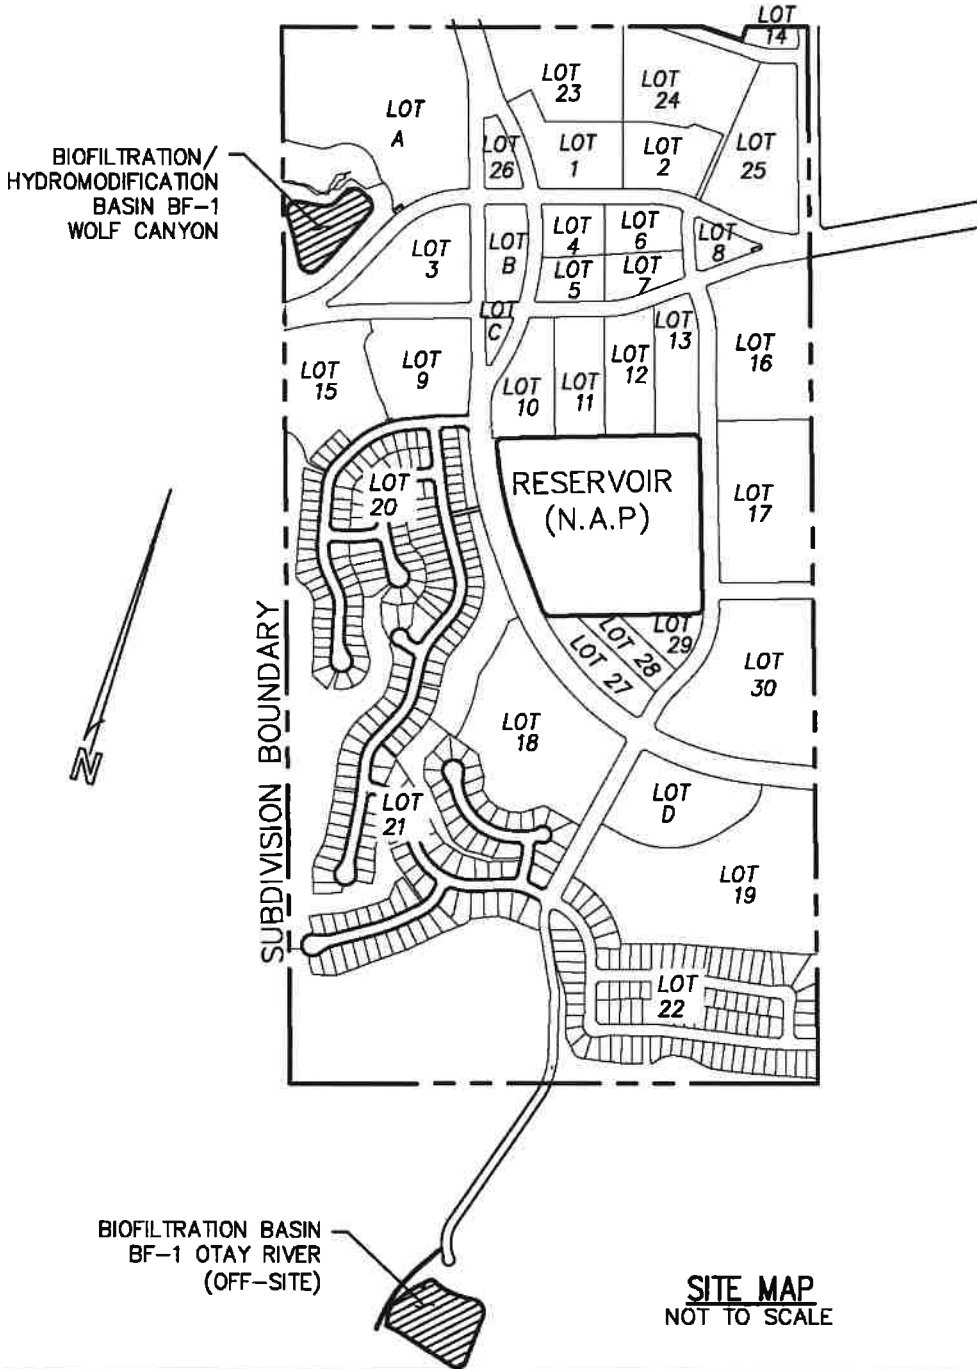 LOT
14
LOT
23
LOT
24
LOT
A
BIOFILTRATION/
HYDROMODIFICATION
BASIN BF-1
WOLF CANYON
LOT
26
LOT
1
LOT
2
LOT
25
LOT
3
LOT
B
LOT
4
LOT
6
LOT
8
LOT
5
LOT
7
LOT
C
LOT
13
LOT
15
LOT
9
LOT
10
LOT
11
LOT
12
LOT
16
LOT
20
RESERVOIR
(N.A.P)
LOT
17
N
SUBDIVISION BOUNDARY
LOT
29
LOT 28
LOT 27
LOT
30
LOT
18
LOT
21
LOT
D
LOT
19
LOT
22
BIOFILTRATION BASIN
BF-1 OTAY RIVER
(OFF-SITE)
SITE MAP
NOT TO SCALE